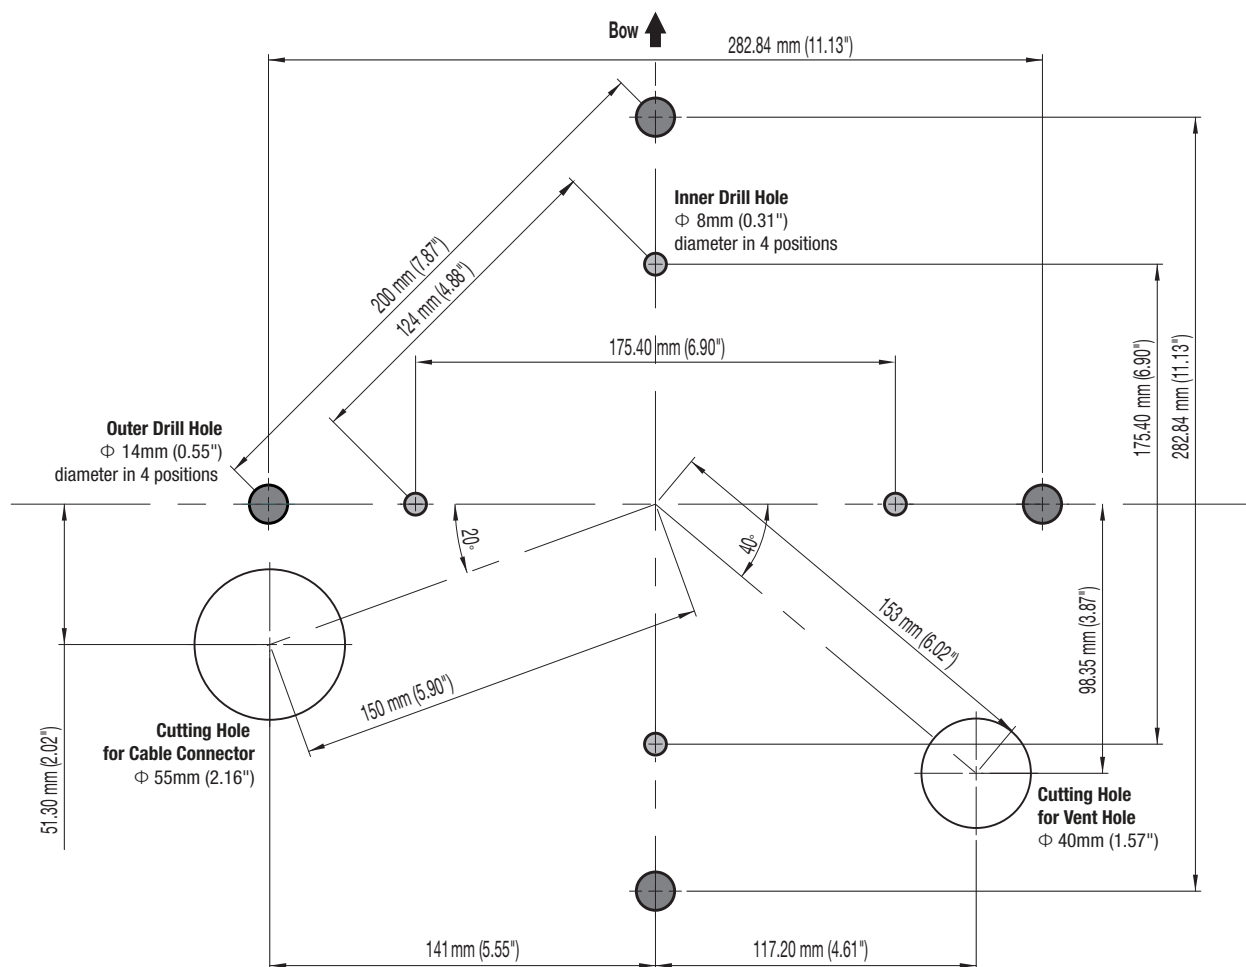 Bow
282.84 mm (11.13")
Inner Drill Hole
Φ 8mm (0.31")
diameter in 4 positions
200 mm (7.87")
124 mm (4.88")
175.40 mm (6.90")
175.40 mm (6.90")
282.84 mm (11.13")
Outer Drill Hole
Φ 14mm (0.55")
diameter in 4 positions
20°
40°
153 mm (6.02")
98.35 mm (3.87")
150 mm (5.90")
51.30 mm (2.02")
Cutting Hole
for Cable Connector
Φ 55mm (2.16")
Cutting Hole
for Vent Hole
Φ 40mm (1.57")
141 mm (5.55")
117.20 mm (4.61")